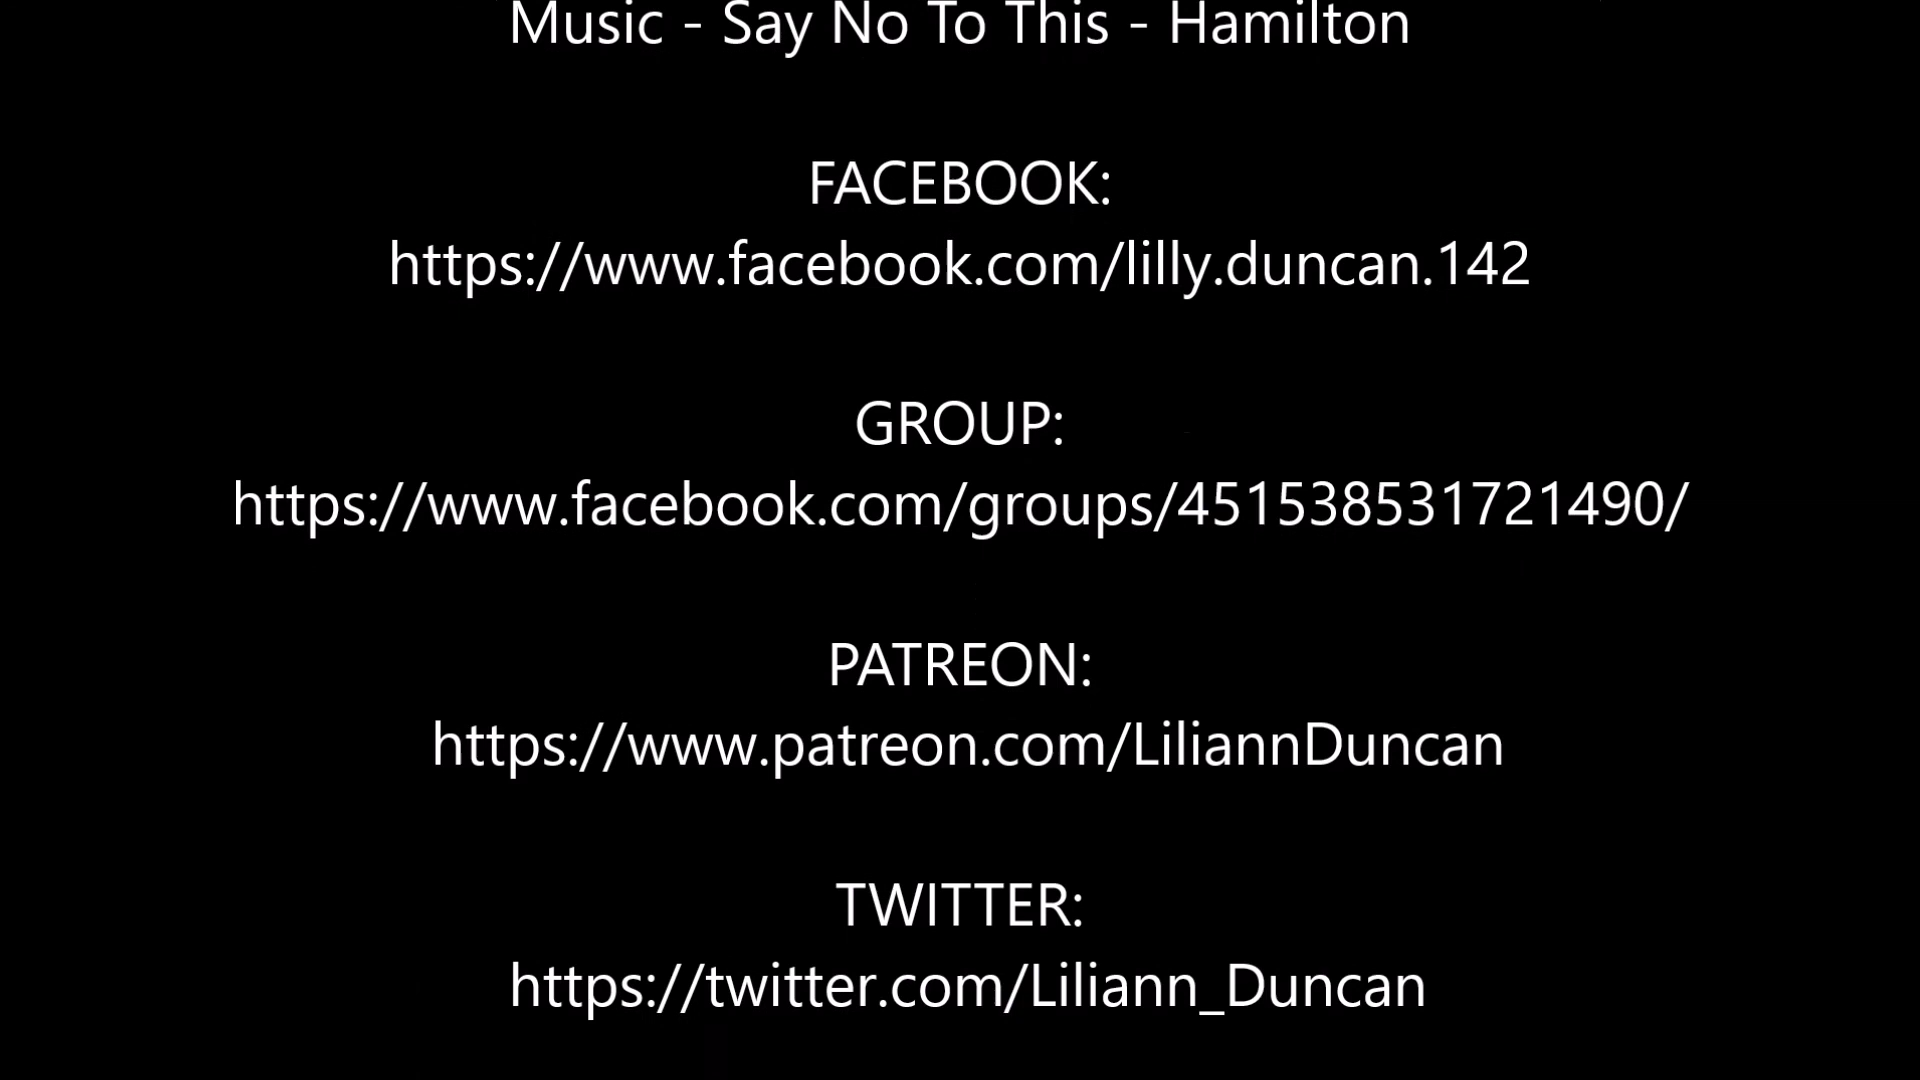 Music - Say No To This - Hamilton
FACEBOOK:
https://www.facebook.com/lilly.duncan.142
GROUP:
https://www.facebook.com/groups/451538531721490/
PATREON:
https://www.patreon.com/LiliannDuncan
TWITTER:
https://twitter.com/Liliann_Duncan